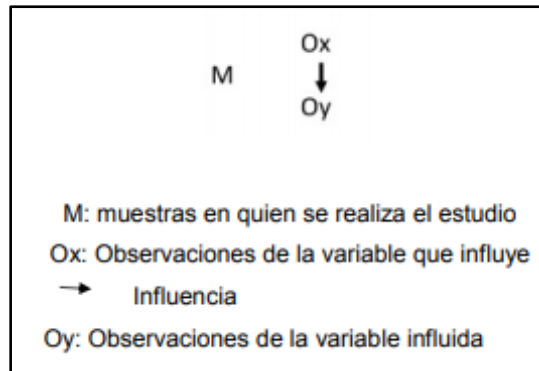 Ox
M
Oy
M: muestras en quien se realiza el estudio
Ox: Observaciones de la variable que influye
Influencia
Oy: Observaciones de la variable influida